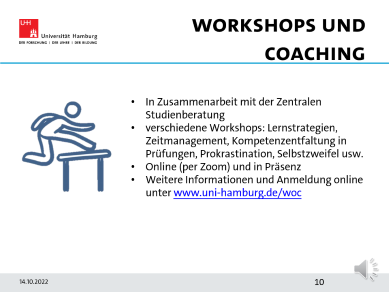 UHH
Universität Hamburg
DER FORSCHUNG | DER LEHRE | DER BILDUNG
WORKSHOPS UND
COACHING
• In Zusammenarbeit mit der Zentralen
Studienberatung
• verschiedene Workshops: Lernstrategien,
Zeitmanagement, Kompetenzentfaltung in
Prüfungen, Prokrastination, Selbstzweifel usw.
• Online (per Zoom) und in Präsenz
• Weitere Informationen und Anmeldung online
unter www.uni-hamburg.de/woc
14.10.2022
10